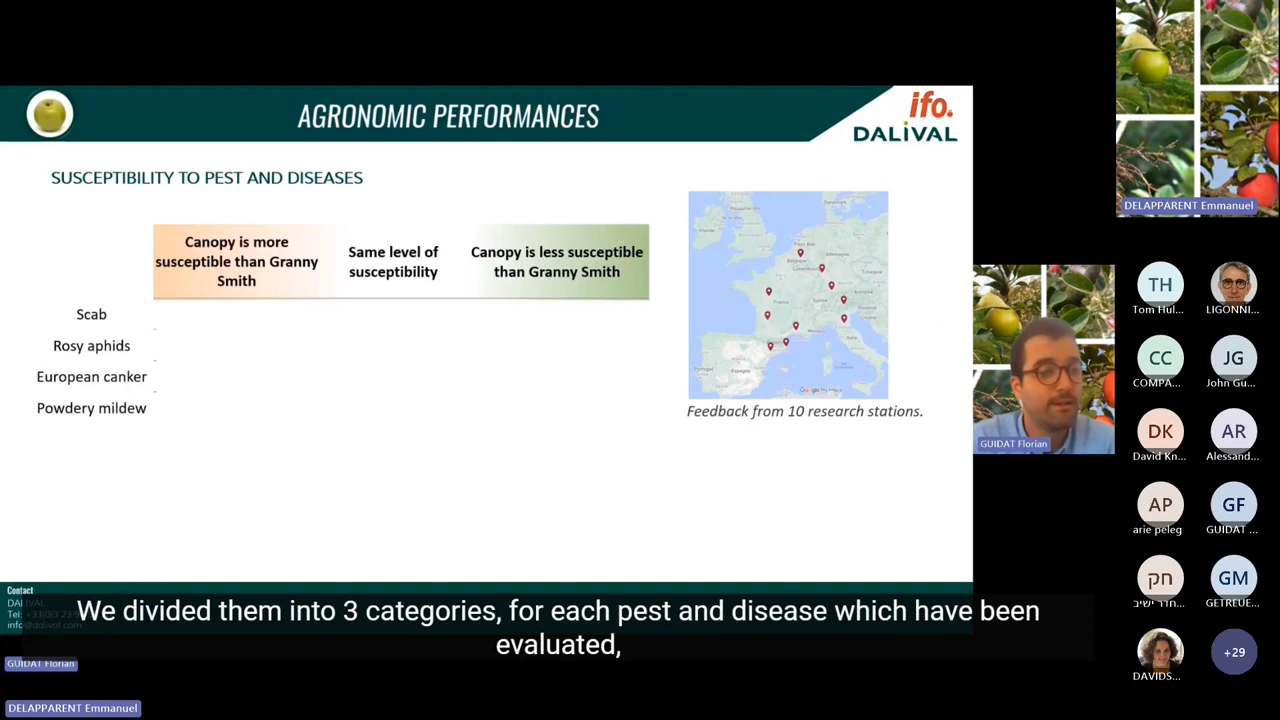 AGRONOMIC PERFORMANCES
ifo.
DALIVAL
SUSCEPTIBILITY TO PEST AND DISEASES
Canopy is more
susceptible than Granny
Smith
Same level of
susceptibility
Canopy is less susceptible
than Granny Smith
Scab
Rosy aphids
European canker
Powdery mildew
Feedback from 10 research stations.
Contact
DALIVAL
We divided them into 3 categories, for each pest and disease which have been
evaluated,
GUIDAT Florian
DELAPPARENT Emmanuel
DELAPPARENT Emmanuel
GUIDAT Florian
TH
Tom Hul...
LIGONNI...
CC
COMPA...
JG
John Gu...
DK
David Kn...
AR
Alessand...
AP
arie peleg
GF
GUIDAT ...
חק
חדר ישיב...
GM
GETREUE...
DAVIDS...
+29